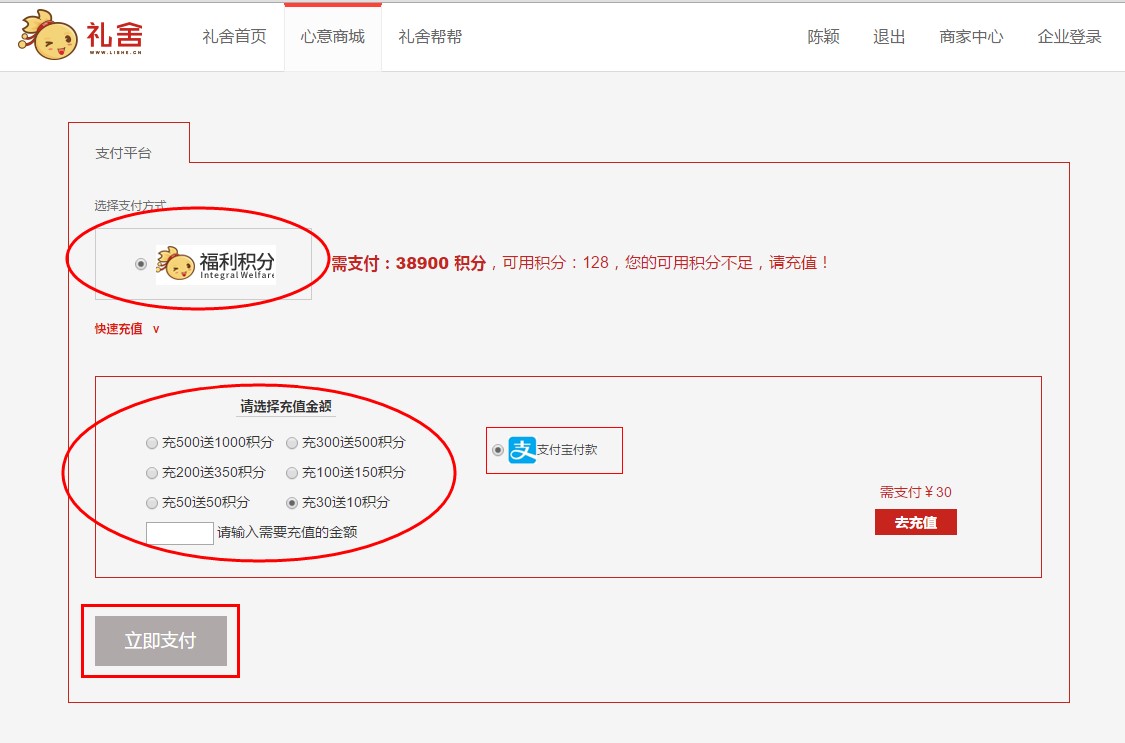 礼舍
WWW.LISHE.CN
礼舍首页 心意商城 礼舍帮帮 陈颖 退出 商家中心 企业登录
支付平台
选择支付方式
福利积分
Integral Welfare
需支付：38900 积分，可用积分：128，您的可用积分不足，请充值！
快速充值 v
请选择充值金额
充500送1000积分 充300送500积分
充200送350积分 充100送150积分
充50送50积分 充30送10积分
请输入需要充值的金额
支付宝付款
需支付￥30
去充值
立即支付